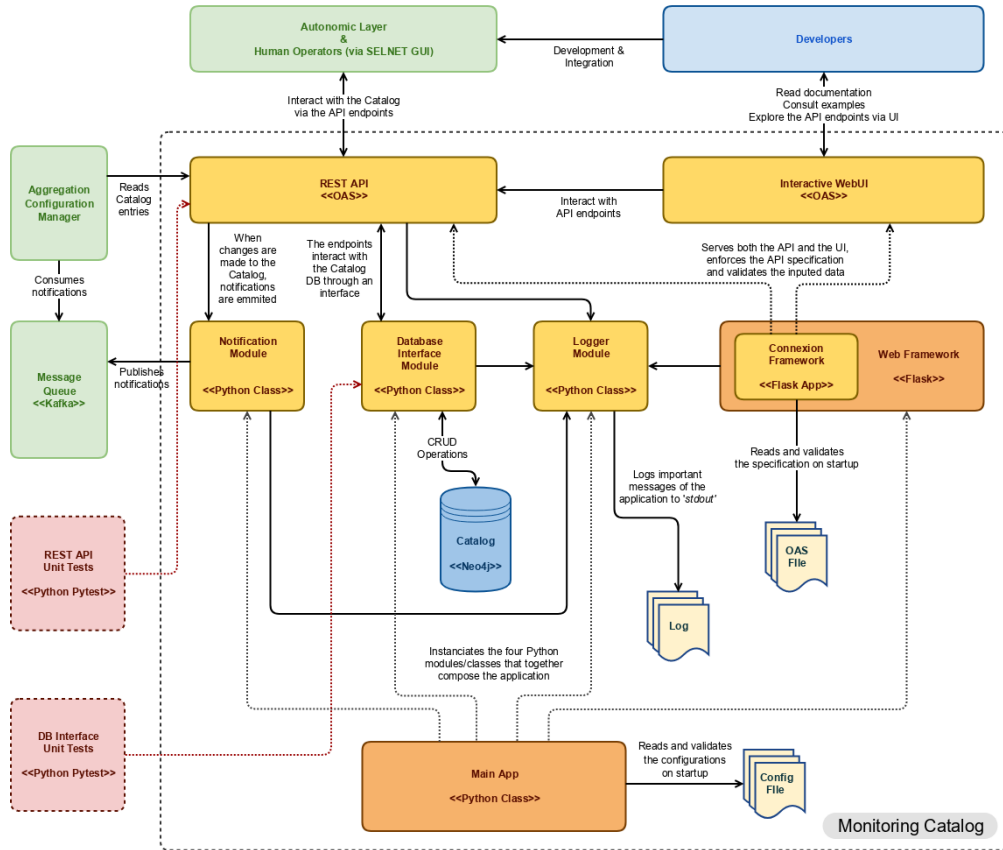 Autonomic Layer
&
Human Operators (via SELNET GUI)
Development &
Integration
Developers
Interact with the Catalog
via the API endpoints
Read documentation
Consult examples
Explore the API endpoints via UI
Aggregation
Configuration
Manager
Reads
Catalog
entries
REST API
<<OAS>>
Interact with
API endpoints
Interactive WebUI
<<OAS>>
When
changes are
made to the
Catalog,
notifications
are emmited
The endpoints
interact with
the Catalog
DB through an
interface
Serves both the API and the UI,
enforces the API specification
and validates the inputed data
Consumes
notifications
Message
Queue
<<Kafka>>
Publishes
notifications
Notification
Module
<<Python Class>>
Database
Interface
Module
<<Python Class>>
Logger
Module
<<Python Class>>
Connexion
Framework
<<Flask App>>
Web Framework
<<Flask>>
CRUD
Operations
Reads and validates
the specification on startup
Logs important
messages of the
application to 'stdout'
Catalog
<<Neo4j>>
OAS
FIle
REST API
Unit Tests
<<Python Pytest>>
Log
Instanciates the four Python
modules/classes that together
compose the application
DB Interface
Unit Tests
<<Python Pytest>>
Main App
<<Python Class>>
Reads and validates
the configurations
on startup
Config
FIle
Monitoring Catalog